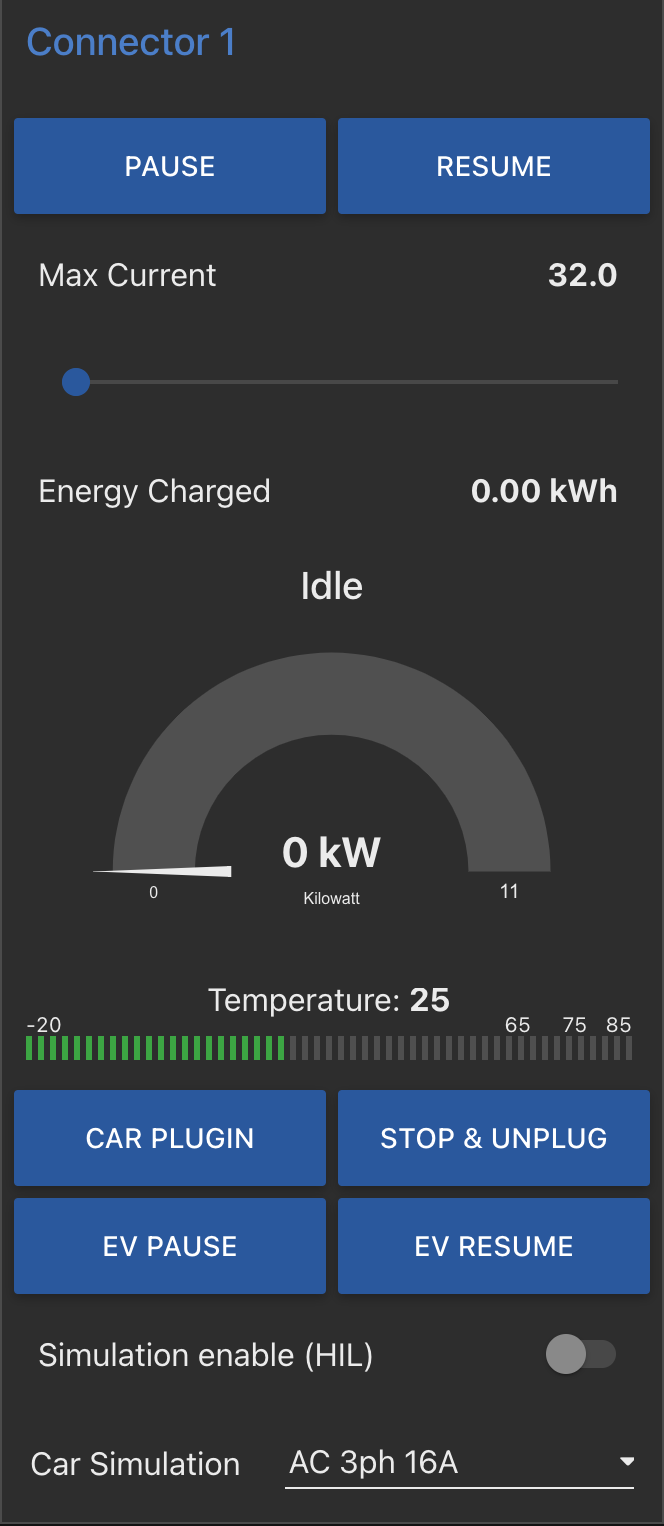 Connector 1
PAUSE RESUME
Max Current 32.0
Energy Charged 0.00 kWh
Idle
0 kW
0 Kilowatt 11
Temperature: 25
-20 65 75 85
CAR PLUGIN STOP & UNPLUG
EV PAUSE EV RESUME
Simulation enable (HIL)
Car Simulation AC 3ph 16A